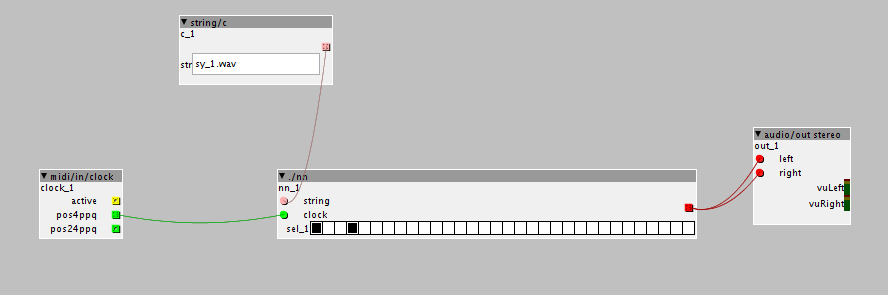 string/c
c_1
str sy_1.wav
audio/out stereo
out_1
left
right
vuLeft
vuRight
midi/in/clock
clock_1
active
pos4ppq
pos24ppq
./nn
nn_1
string
clock
sel_1